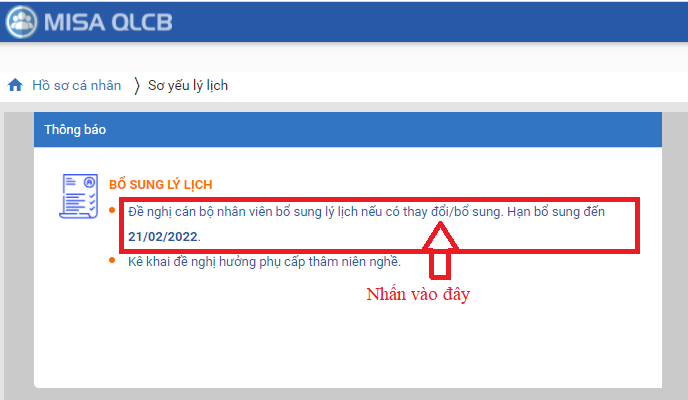 MISA QLCB
Hồ sơ cá nhân 〉 Sơ yếu lý lịch
Thông báo
BỔ SUNG LÝ LỊCH
• Đề nghị cán bộ nhân viên bổ sung lý lịch nếu có thay đổi/bổ sung. Hạn bổ sung đến
21/02/2022.
• Kê khai đề nghị hưởng phụ cấp thâm niên nghề.
Nhấn vào đây